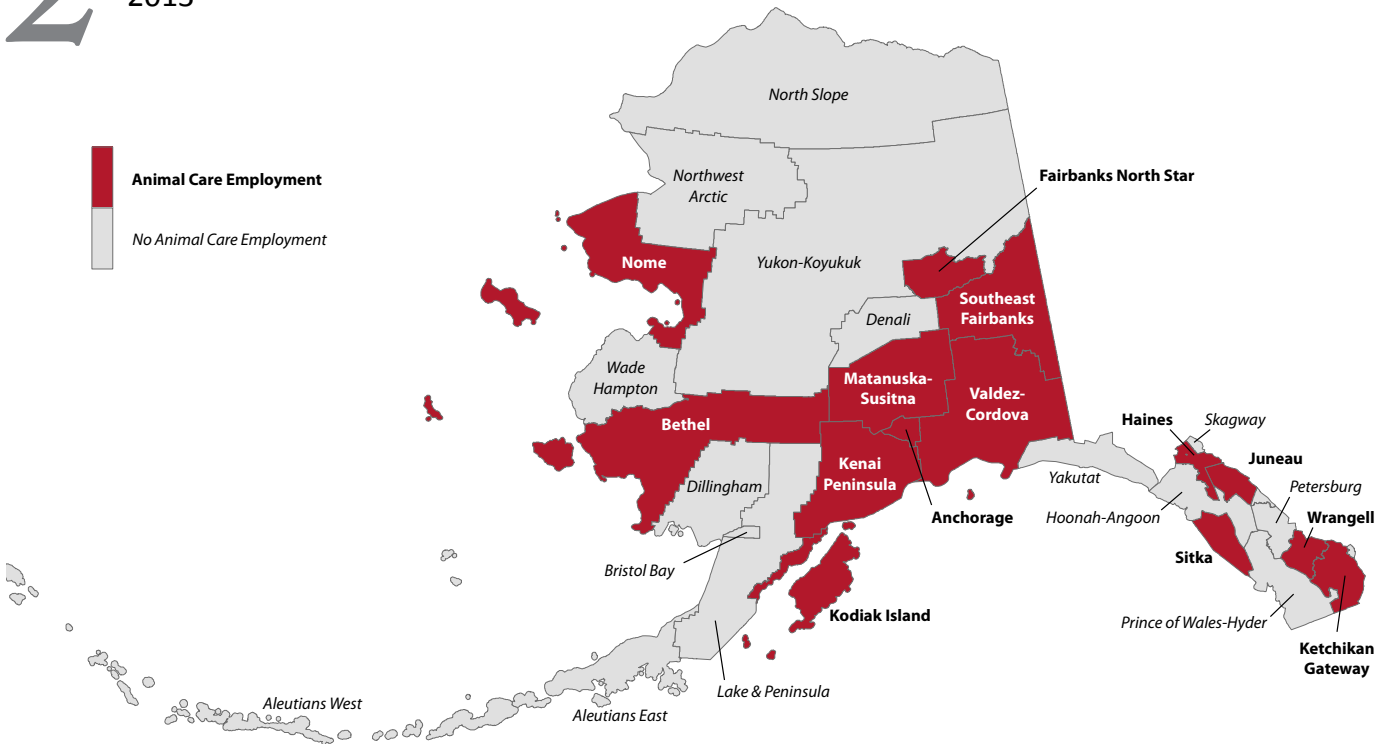 2
North Slope
Northwest
Arctic
Fairbanks North Star
Animal Care Employment
No Animal Care Employment
Nome
Yukon-Koyukuk
Southeast
Fairbanks
Denali
Wade
Hampton
Matanuska-
Susitna
Valdez-
Cordova
Bethel
Haines
Skagway
Juneau
Kenai
Peninsula
Dillingham
Yakutat
Petersburg
Hoonah-Angoon
Anchorage
Wrangell
Sitka
Bristol Bay
Kodiak Island
Prince of Wales-Hyder
Ketchikan
Gateway
Lake & Peninsula
Aleutians West
Aleutians East